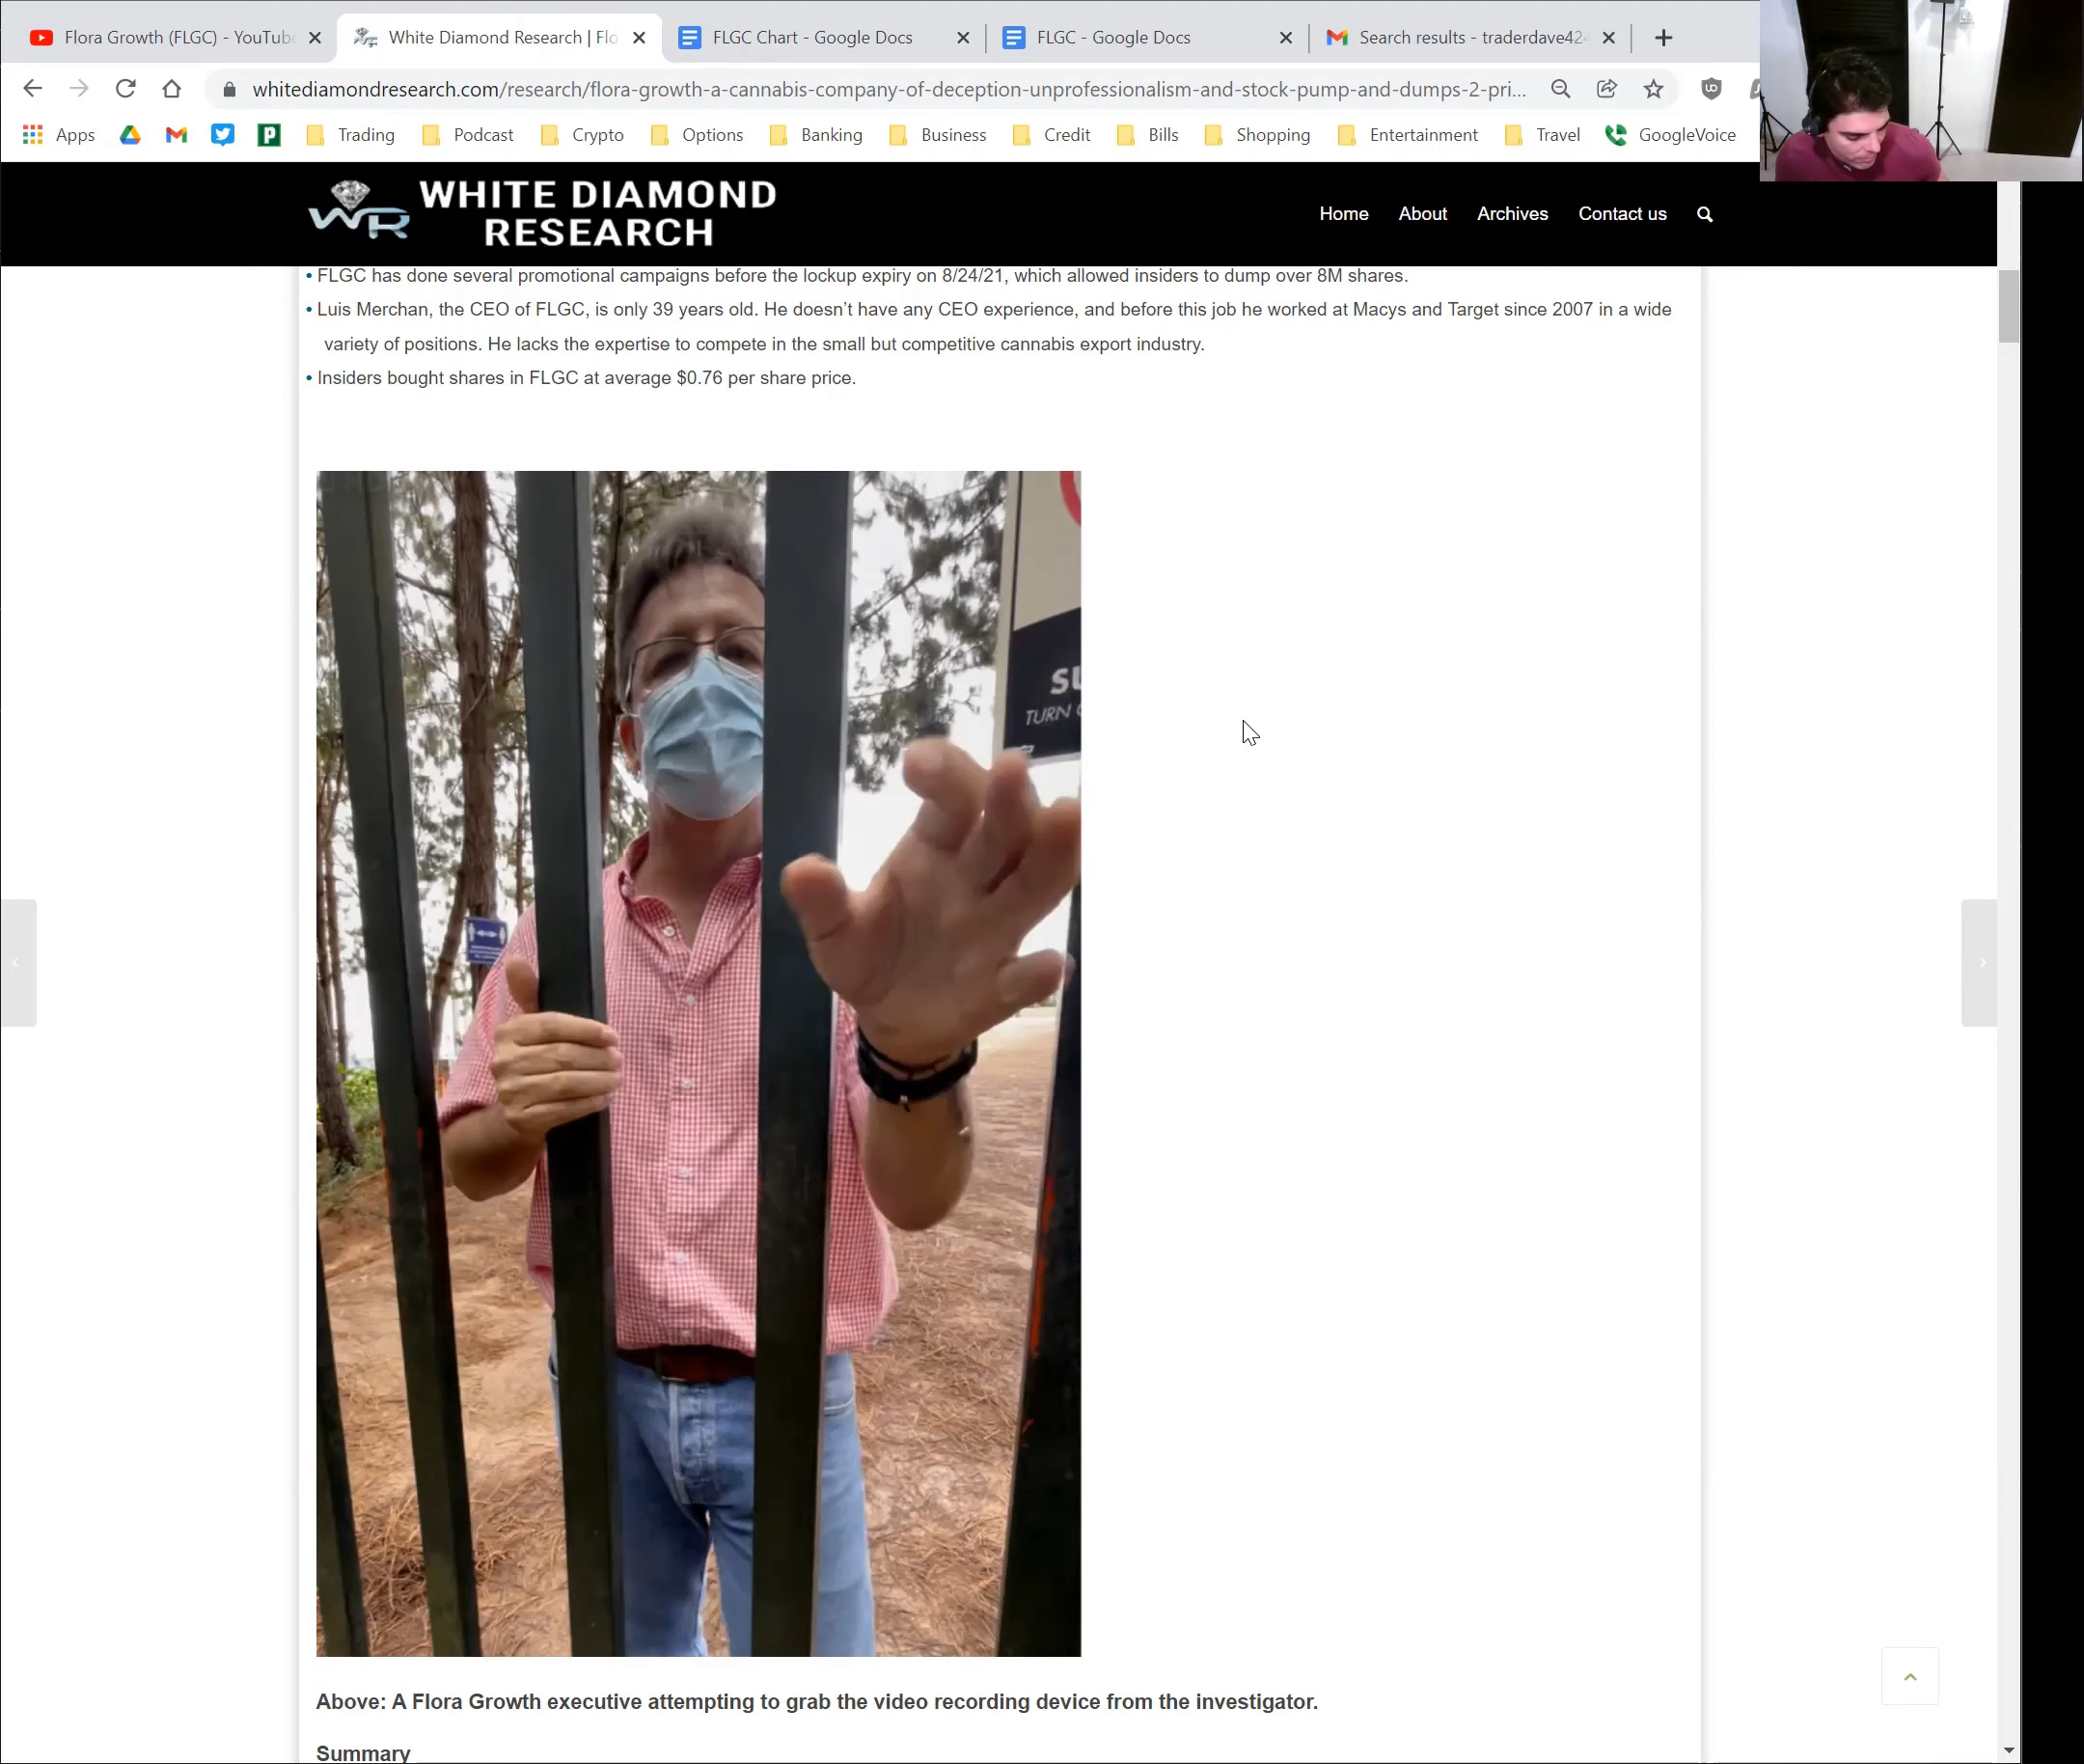 Flora Growth (FLGC) - YouTub
White Diamond Research | Flo
FLGC Chart - Google Docs
FLGC - Google Docs
Search results - traderdave424
whitediamondresearch.com/research/flora-growth-a-cannabis-company-of-deception-unprofessionalism-and-stock-pump-and-dumps-2-pri...
Apps
Trading
Podcast
Crypto
Options
Banking
Business
Credit
Bills
Shopping
Entertainment
Travel
GoogleVoice
WR
WHITE DIAMOND
RESEARCH
Home
About
Archives
Contact us
• FLGC has done several promotional campaigns before the lockup expiry on 8/24/21, which allowed insiders to dump over 8M shares.
• Luis Merchan, the CEO of FLGC, is only 39 years old. He doesn’t have any CEO experience, and before this job he worked at Macys and Target since 2007 in a wide
variety of positions. He lacks the expertise to compete in the small but competitive cannabis export industry.
• Insiders bought shares in FLGC at average $0.76 per share price.
TURN
Above: A Flora Growth executive attempting to grab the video recording device from the investigator.
Summary